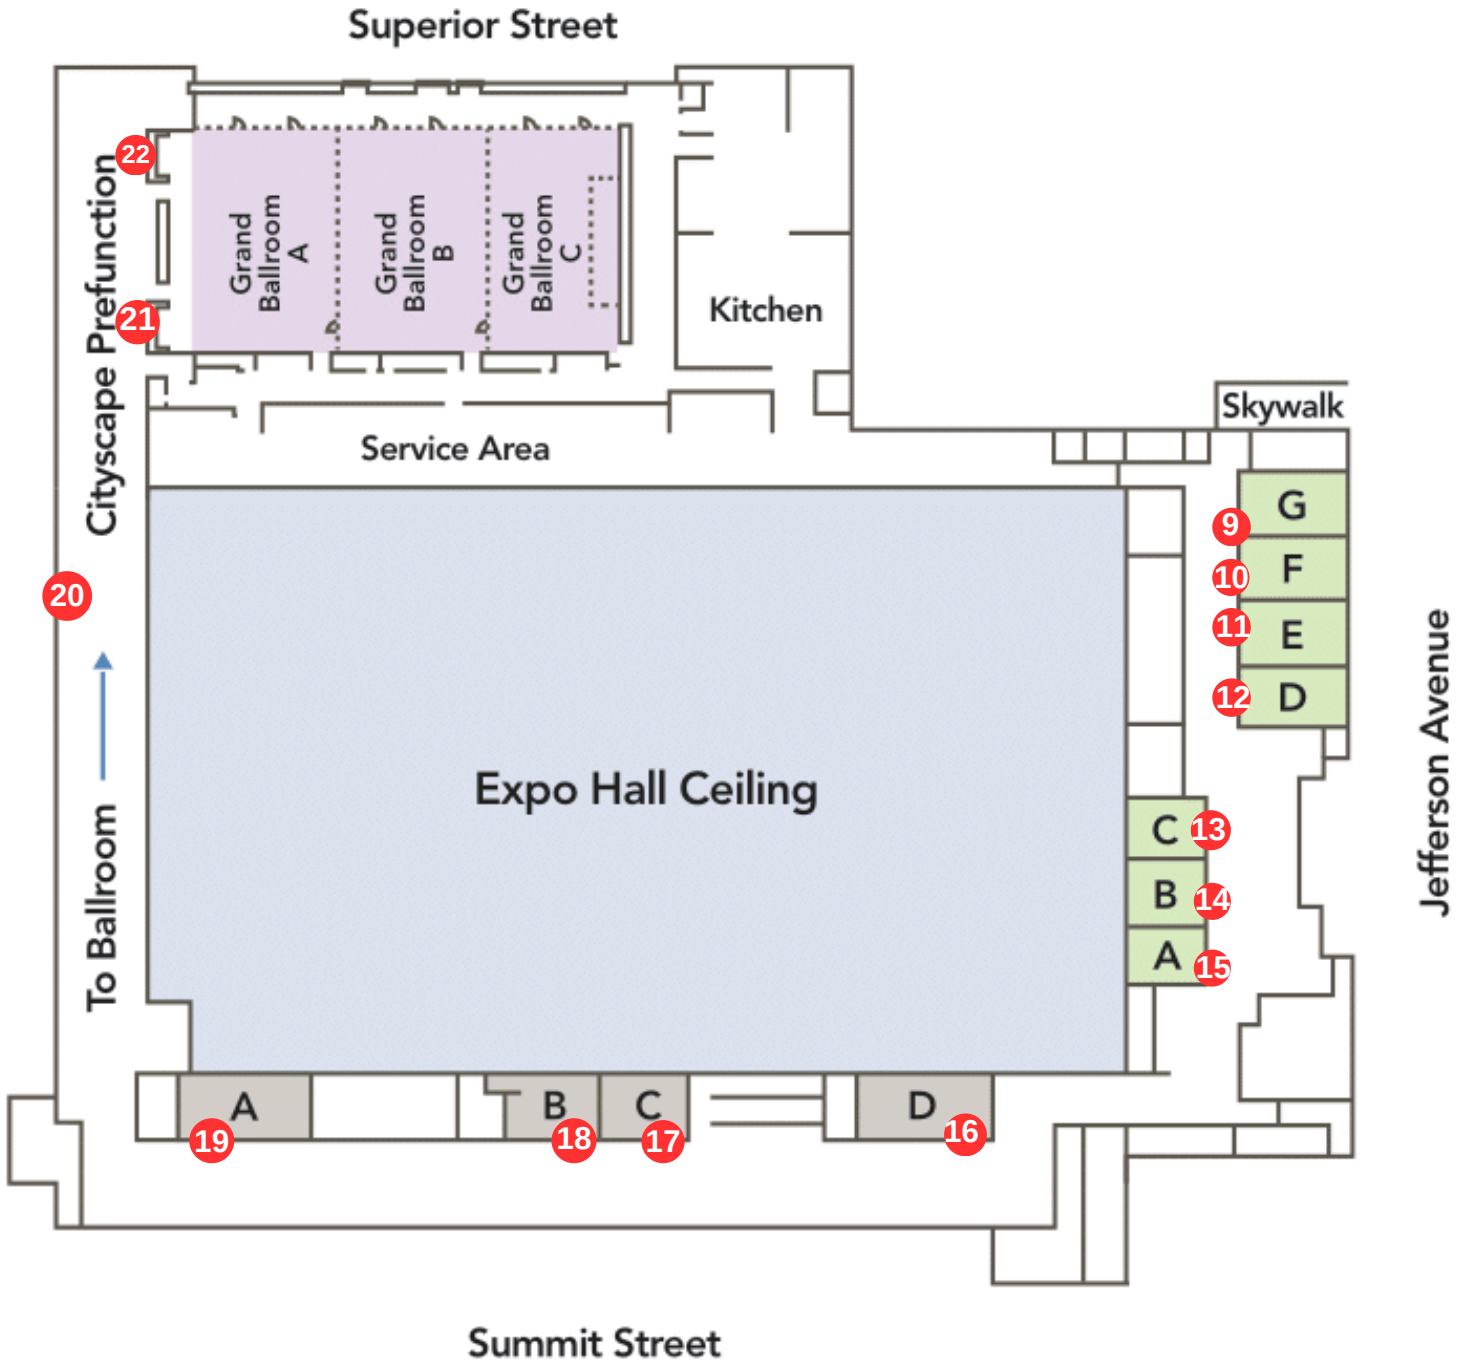 Superior Street
22
21
Cityscape Prefunction
Grand
Ballroom
A
Grand
Ballroom
B
Grand
Ballroom
C
Kitchen
Service Area
Skywalk
G
9
F
10
E
11
D
12
20
To Ballroom
Expo Hall Ceiling
C
13
B
14
A
15
Jefferson Avenue
A
19
B
18
C
17
D
16
Summit Street